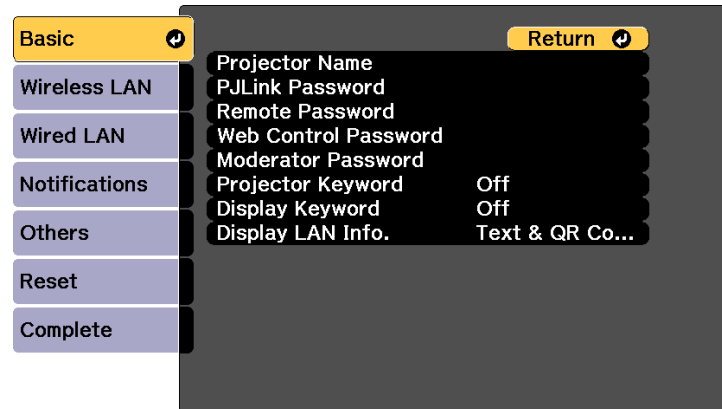 Basic
Wireless LAN
Wired LAN
Notifications
Others
Reset
Complete
Return
Projector Name
PJLink Password
Remote Password
Web Control Password
Moderator Password
Projector Keyword Off
Display Keyword Off
Display LAN Info. Text & QR Co...